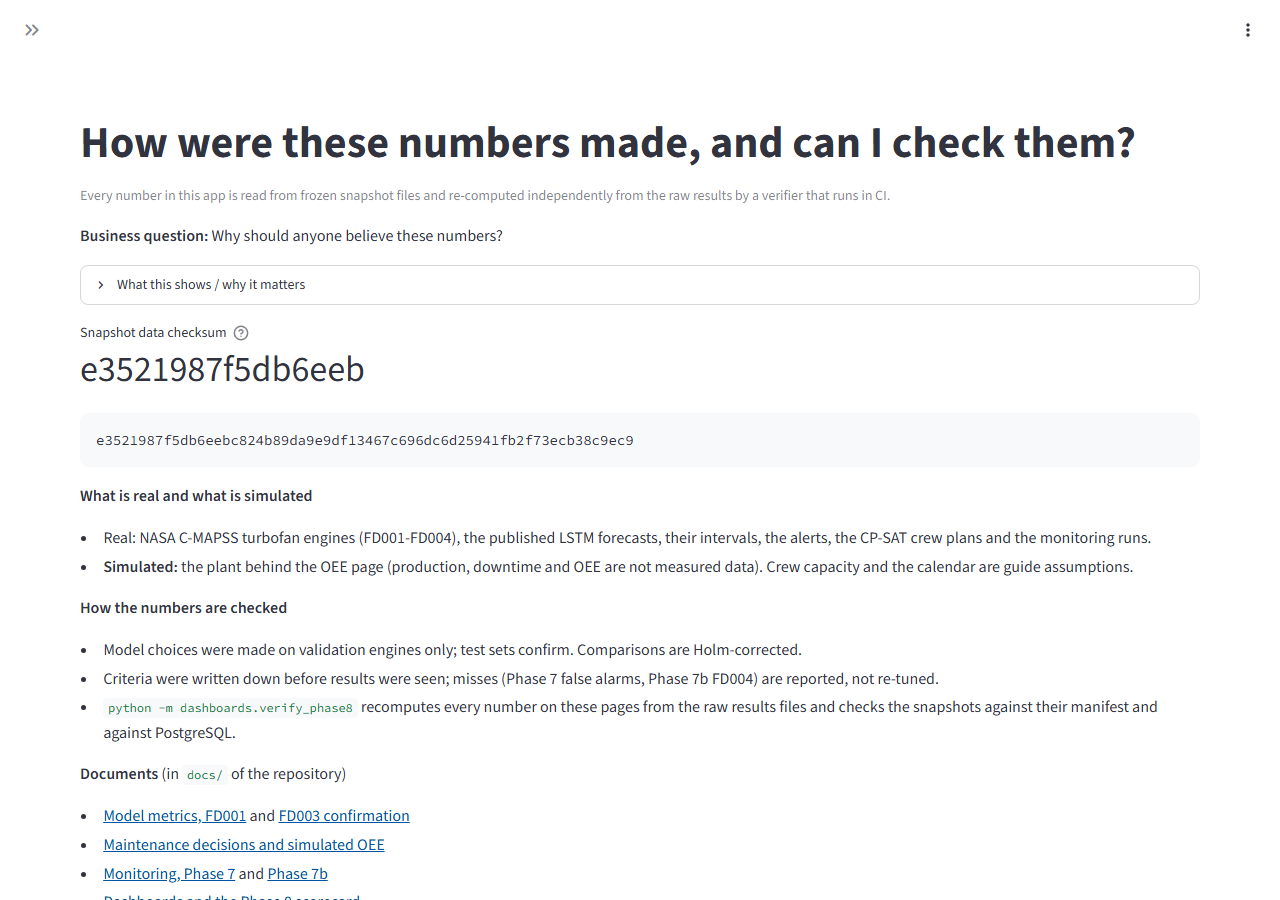 How were these numbers made, and can I check them?
Every number in this app is read from frozen snapshot files and re-computed independently from the raw results by a verifier that runs in CI.
Business question: Why should anyone believe these numbers?
What this shows / why it matters
Snapshot data checksum
e3521987f5db6eeb
e3521987f5db6eebc824b89da9e9df13467c696dc6d25941fb2f73ecb38c9ec9
What is real and what is simulated
• Real: NASA C-MAPSS turbofan engines (FD001-FD004), the published LSTM forecasts, their intervals, the alerts, the CP-SAT crew plans and the monitoring runs.
• Simulated: the plant behind the OEE page (production, downtime and OEE are not measured data). Crew capacity and the calendar are guide assumptions.
How the numbers are checked
• Model choices were made on validation engines only; test sets confirm. Comparisons are Holm-corrected.
• Criteria were written down before results were seen; misses (Phase 7 false alarms, Phase 7b FD004) are reported, not re-tuned.
• python -m dashboards.verify_phase8 recomputes every number on these pages from the raw results files and checks the snapshots against their manifest and
against PostgreSQL.
Documents (in docs/ of the repository)
• Model metrics, FD001 and FD003 confirmation
• Maintenance decisions and simulated OEE
• Monitoring, Phase 7 and Phase 7b
Dashboards and the Phase 8 scorecard